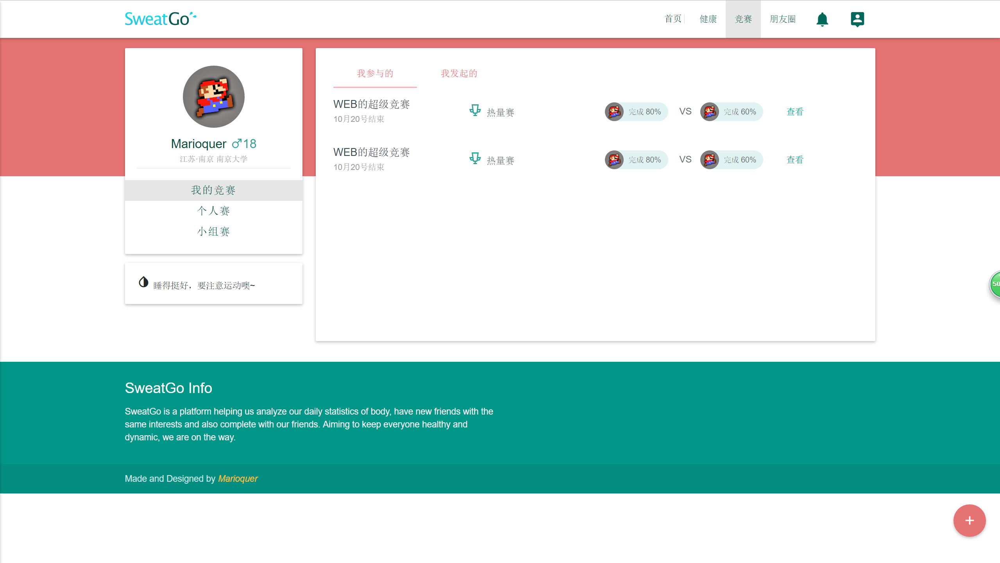 SweatGo
首页 健康 竞赛 朋友圈
Marioquer ♂18
江苏·南京 南京大学
我的竞赛
个人赛
小组赛
睡得挺好，要注意运动噢~
我参与的 我发起的
WEB的超级竞赛
10月20号结束
热量赛
完成 80% VS 完成 60% 查看
WEB的超级竞赛
10月20号结束
热量赛
完成 80% VS 完成 60% 查看
SweatGo Info
SweatGo is a platform helping us analyze our daily statistics of body, have new friends with the
same interests and also complete with our friends. Aiming to keep everyone healthy and
dynamic, we are on the way.
Made and Designed by Marioquer
+